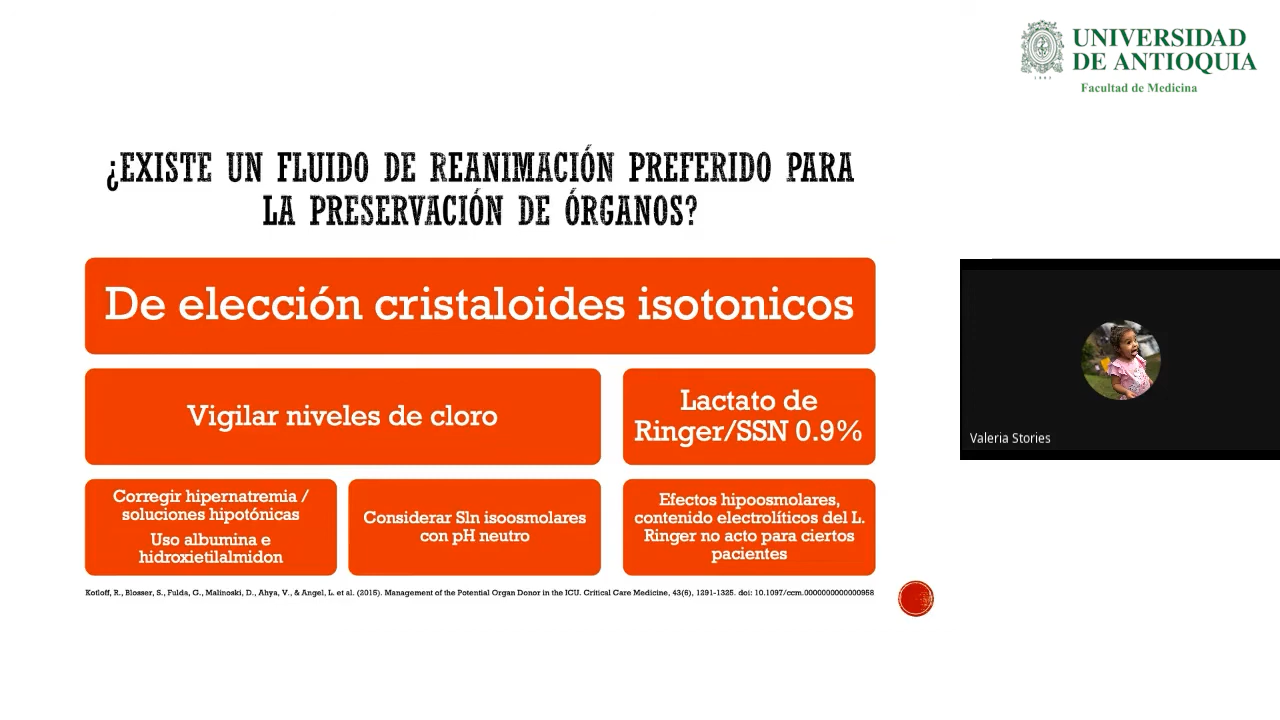 UNIVERSIDAD
DE ANTIOQUIA
1803
Facultad de Medicina
¿EXISTE UN FLUIDO DE REANIMACIÓN PREFERIDO PARA
LA PRESERVACIÓN DE ÓRGANOS?
De elección cristaloides isotonicos
Vigilar niveles de cloro
Lactato de
Ringer/SSN 0.9%
Corregir hipernatremia /
soluciones hipotónicas
Uso albumina e
hidroxietilalmidon
Considerar Sln isoosmolares
con pH neutro
Efectos hipoosmolares,
contenido electrolíticos del L.
Ringer no acto para ciertos
pacientes
Kotloff, R., Blosser, S., Fulda, G., Malinoski, D., Ahya, V., & Angel, L. et al. (2015). Management of the Potential Organ Donor in the ICU. Critical Care Medicine, 43(6), 1291-1325. doi: 10.1097/ccm.0000000000000958
Valeria Stories